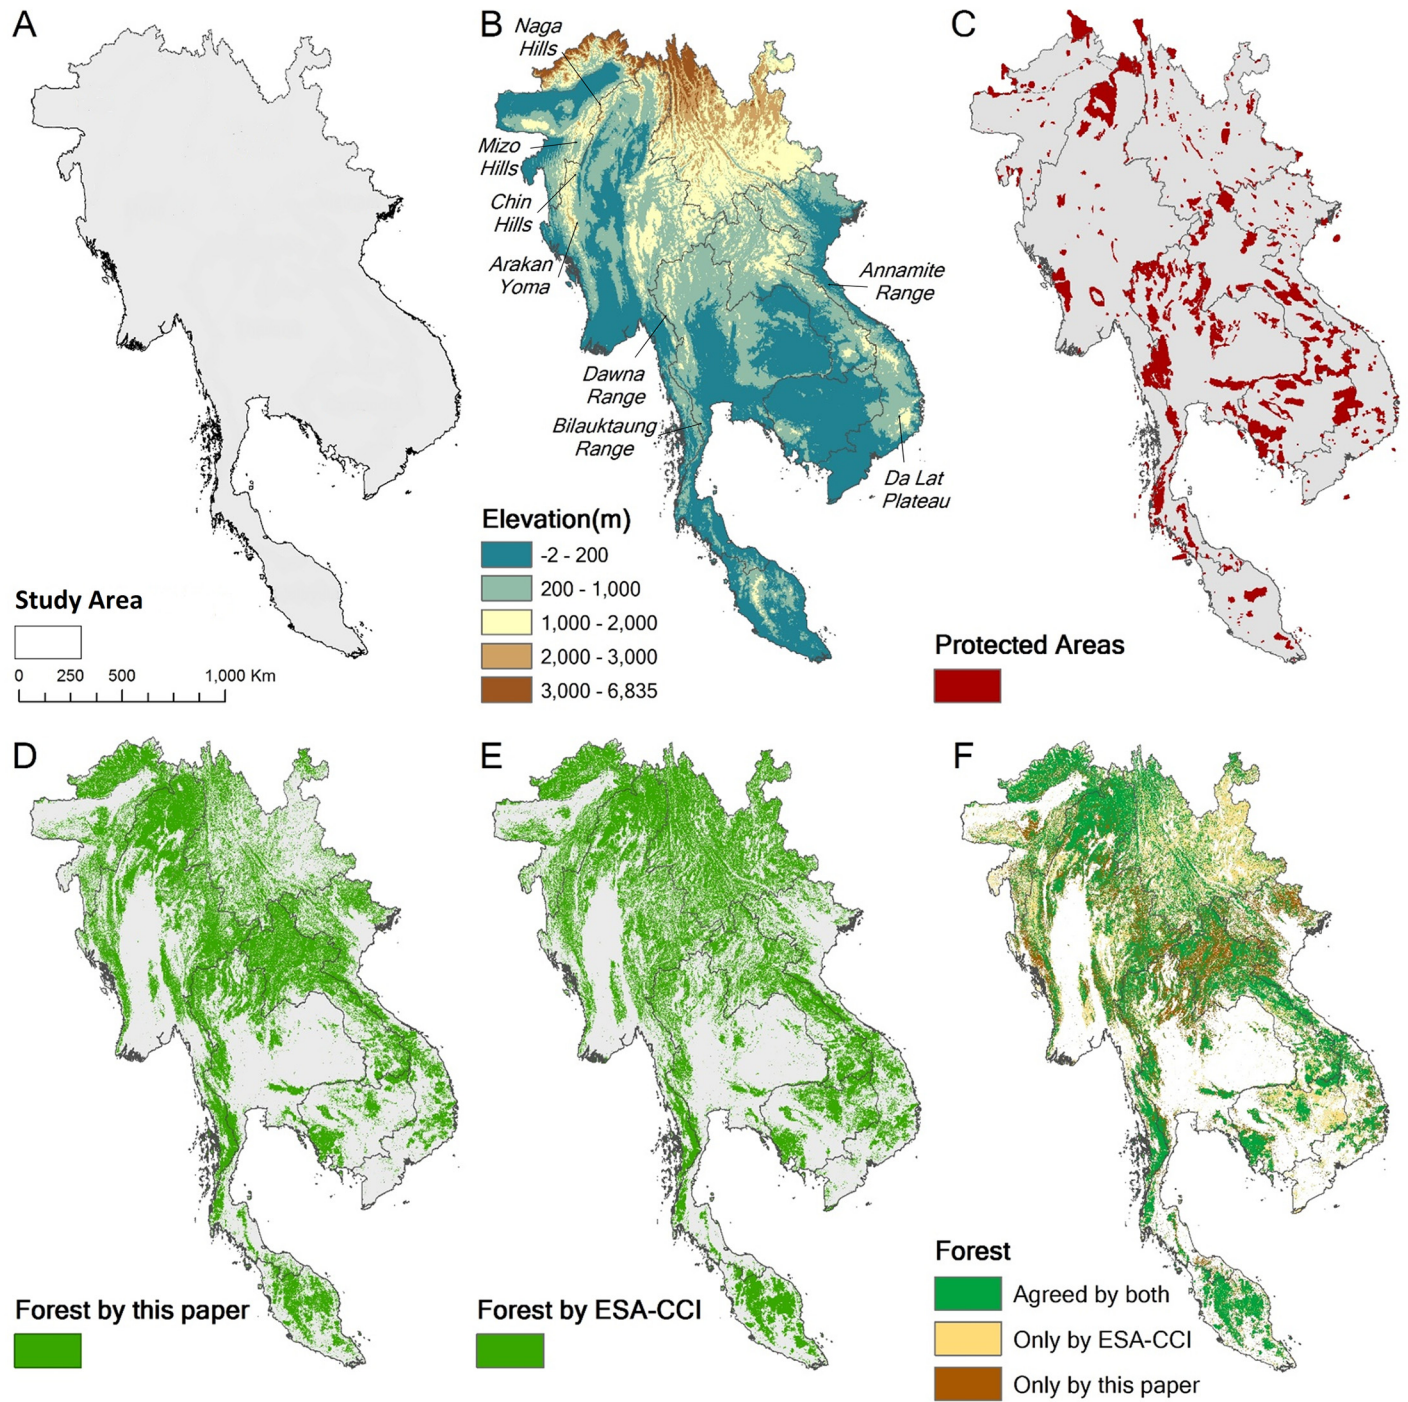 A
Study Area
0 250 500 1,000 Km
B
Naga
Hills
Mizo
Hills
Chin
Hills
Arakan
Yoma
Annamite
Range
Dawna
Range
Bilauktaung
Range
Da Lat
Plateau
Elevation(m)
-2 - 200
200 - 1,000
1,000 - 2,000
2,000 - 3,000
3,000 - 6,835
C
Protected Areas
D
Forest by this paper
E
Forest by ESA-CCI
F
Forest
Agreed by both
Only by ESA-CCI
Only by this paper